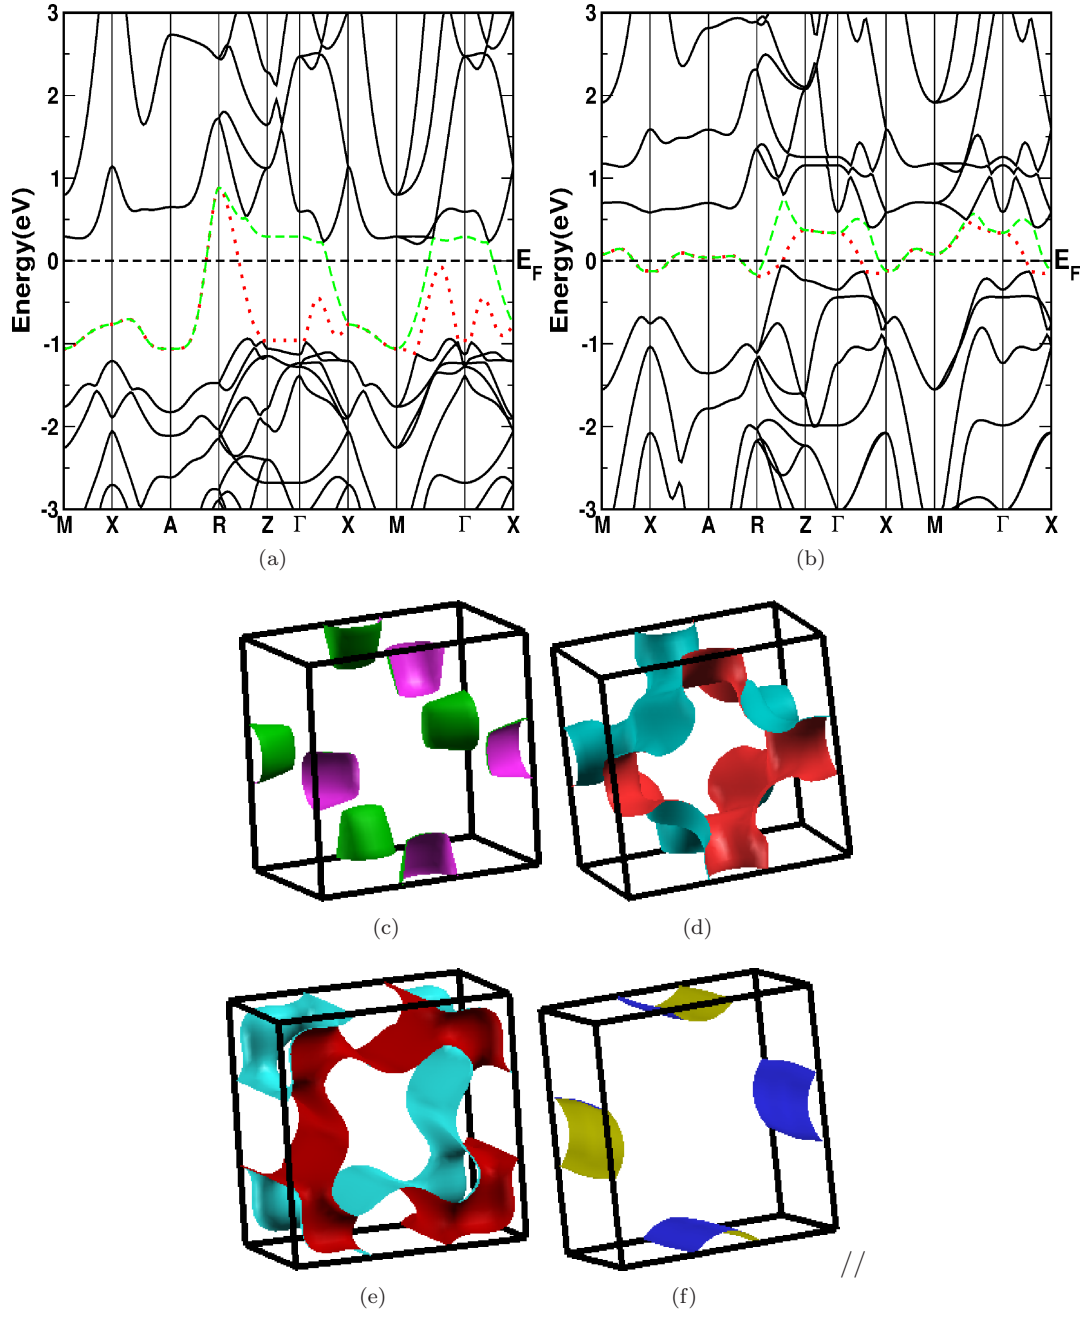 3
2
1
0
-1
-2
-3
Energy(eV)
E_F
M X A R Z Γ X M Γ X
(a)
3
2
1
0
-1
-2
-3
Energy(eV)
E_F
M X A R Z Γ X M Γ X
(b)
(c)
(d)
//
(e)
(f)